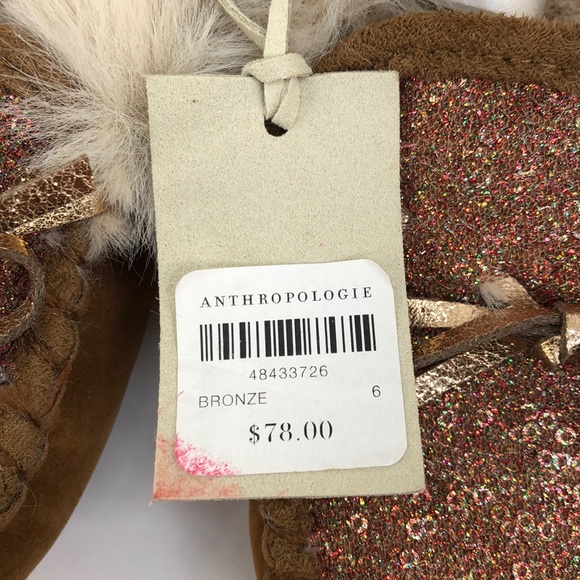 ANTHROPOLOGIE
48433726
BRONZE 6
$78.00